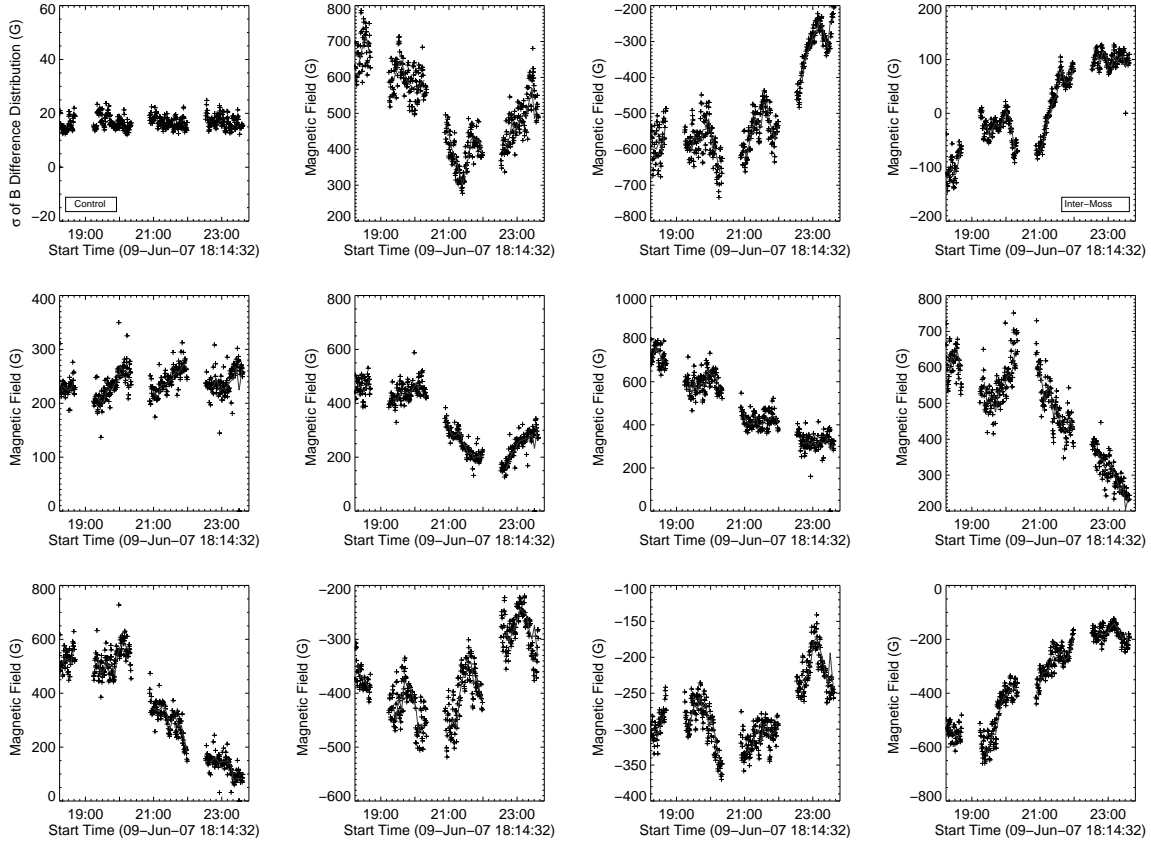 σ of B Difference Distribution (G)
60
40
20
0
−20
Control
19:00 21:00 23:00
Start Time (09−Jun−07 18:14:32)
Magnetic Field (G)
800
700
600
500
400
300
200
19:00 21:00 23:00
Start Time (09−Jun−07 18:14:32)
Magnetic Field (G)
−200
−300
−400
−500
−600
−700
−800
19:00 21:00 23:00
Start Time (09−Jun−07 18:14:32)
Magnetic Field (G)
200
100
0
−100
−200
Inter−Moss
19:00 21:00 23:00
Start Time (09−Jun−07 18:14:32)
Magnetic Field (G)
400
300
200
100
0
19:00 21:00 23:00
Start Time (09−Jun−07 18:14:32)
Magnetic Field (G)
800
600
400
200
0
19:00 21:00 23:00
Start Time (09−Jun−07 18:14:32)
Magnetic Field (G)
1000
800
600
400
200
0
19:00 21:00 23:00
Start Time (09−Jun−07 18:14:32)
Magnetic Field (G)
800
700
600
500
400
300
200
19:00 21:00 23:00
Start Time (09−Jun−07 18:14:32)
Magnetic Field (G)
800
600
400
200
0
19:00 21:00 23:00
Start Time (09−Jun−07 18:14:32)
Magnetic Field (G)
−200
−300
−400
−500
−600
19:00 21:00 23:00
Start Time (09−Jun−07 18:14:32)
Magnetic Field (G)
−100
−150
−200
−250
−300
−350
−400
19:00 21:00 23:00
Start Time (09−Jun−07 18:14:32)
Magnetic Field (G)
0
−200
−400
−600
−800
19:00 21:00 23:00
Start Time (09−Jun−07 18:14:32)